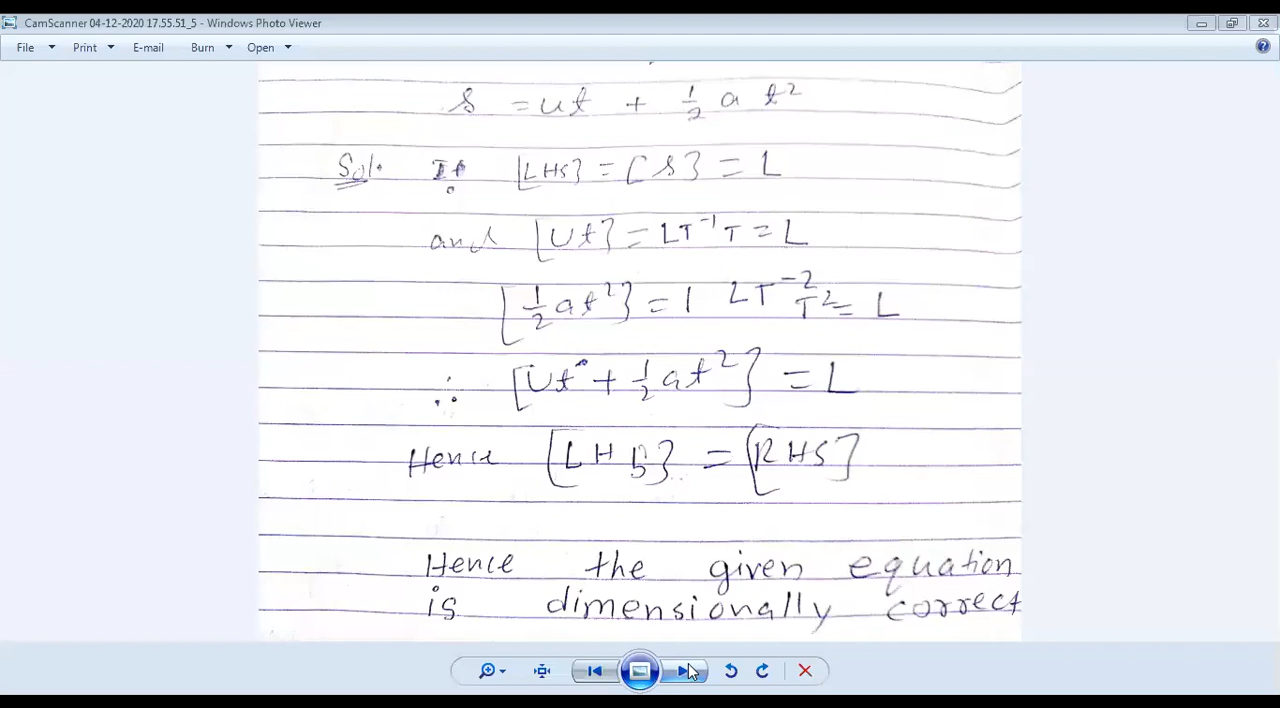 CamScanner 04-12-2020 17.55.51_5 - Windows Photo Viewer
File Print E-mail Burn Open
s = ut + 1/2 a t²
Sol. [LHS] = [s] = L
and [Ut] = LT⁻¹T = L
[1/2 at²] = 1 LT⁻² T² = L
∴ [Ut + 1/2 at²] = L
Hence [LHS] = [RHS]
Hence the given equation
is dimensionally correct